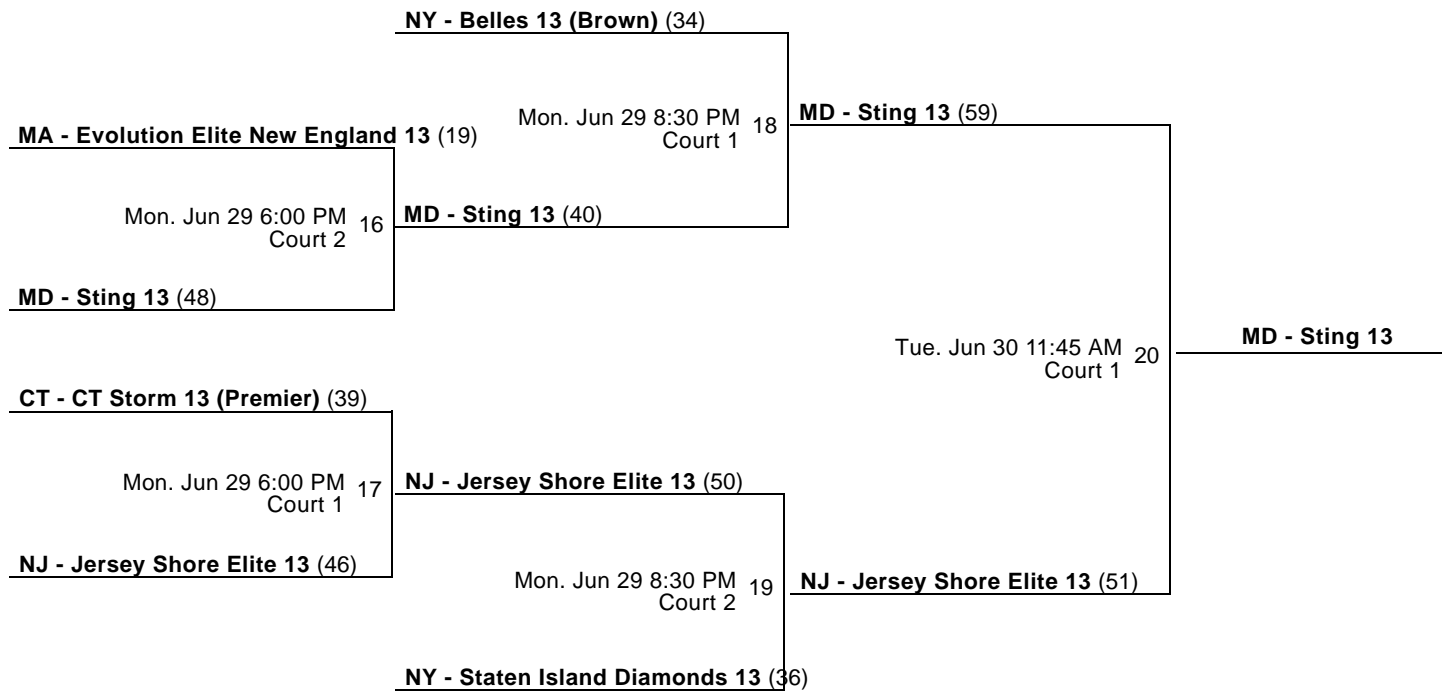 NY - Belles 13 (Brown) (34)
MA - Evolution Elite New England 13 (19)
Mon. Jun 29 8:30 PM 18
Court 1
MD - Sting 13 (59)
Mon. Jun 29 6:00 PM 16
Court 2
MD - Sting 13 (40)
MD - Sting 13 (48)
Tue. Jun 30 11:45 AM 20
Court 1
MD - Sting 13
CT - CT Storm 13 (Premier) (39)
Mon. Jun 29 6:00 PM 17
Court 1
NJ - Jersey Shore Elite 13 (50)
NJ - Jersey Shore Elite 13 (46)
Mon. Jun 29 8:30 PM 19
Court 2
NJ - Jersey Shore Elite 13 (51)
NY - Staten Island Diamonds 13 (36)